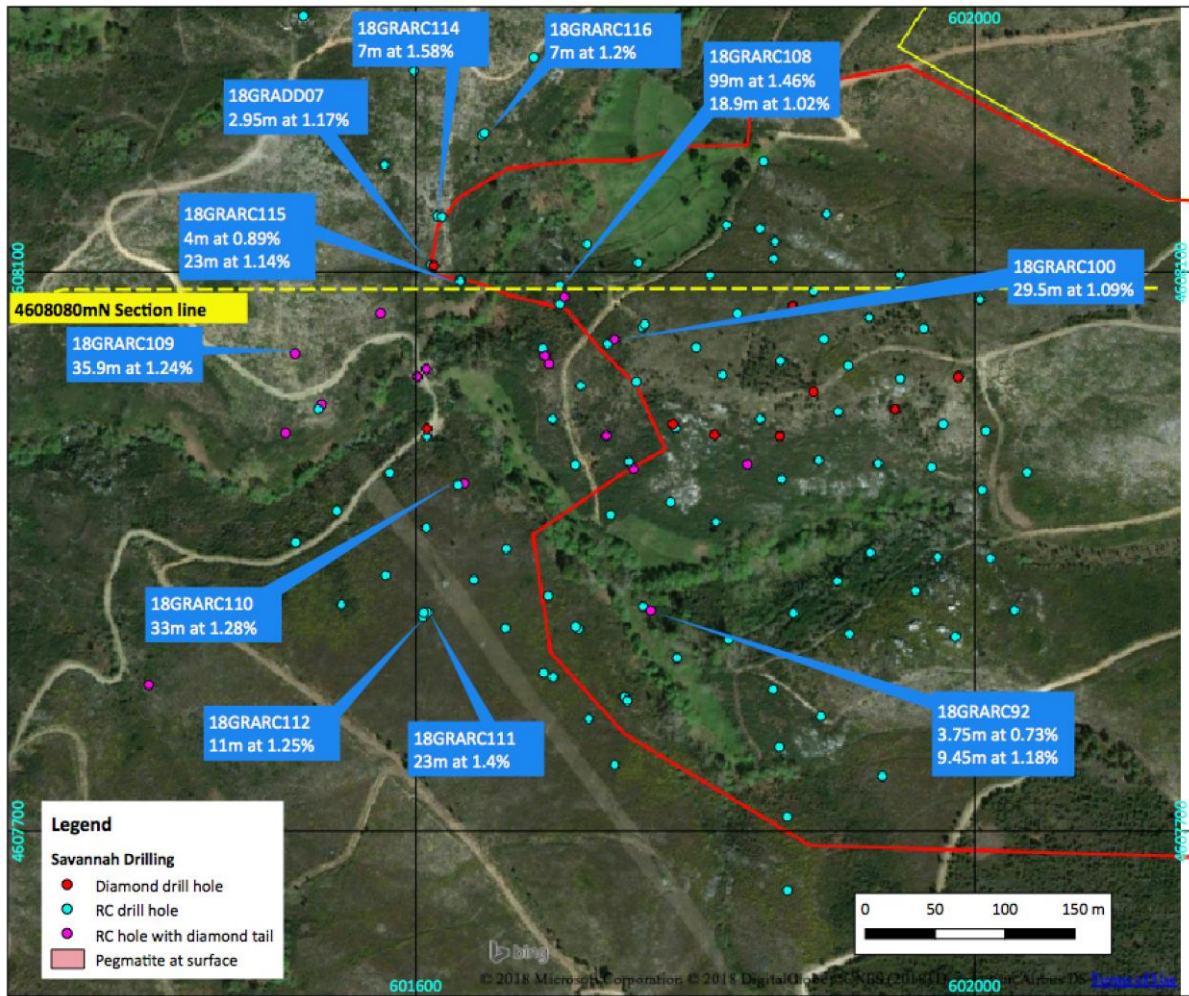 602000
18GRARC114
7m at 1.58%
18GRARC116
7m at 1.2%
18GRARC108
99m at 1.46%
18.9m at 1.02%
18GRADD07
2.95m at 1.17%
18GRARC115
4m at 0.89%
23m at 1.14%
4608100
18GRARC100
29.5m at 1.09%
4608080mN Section line
18GRARC109
35.9m at 1.24%
18GRARC110
33m at 1.28%
18GRARC112
11m at 1.25%
18GRARC111
23m at 1.4%
18GRARC92
3.75m at 0.73%
9.45m at 1.18%
4607700
4607700
Legend
Savannah Drilling
Diamond drill hole
RC drill hole
RC hole with diamond tail
Pegmatite at surface
0 50 100 150 m
bing
601600
602000
© 2018 Microsoft Corporation © 2018 DigitalGlobe
Airbus DS Terms of Use